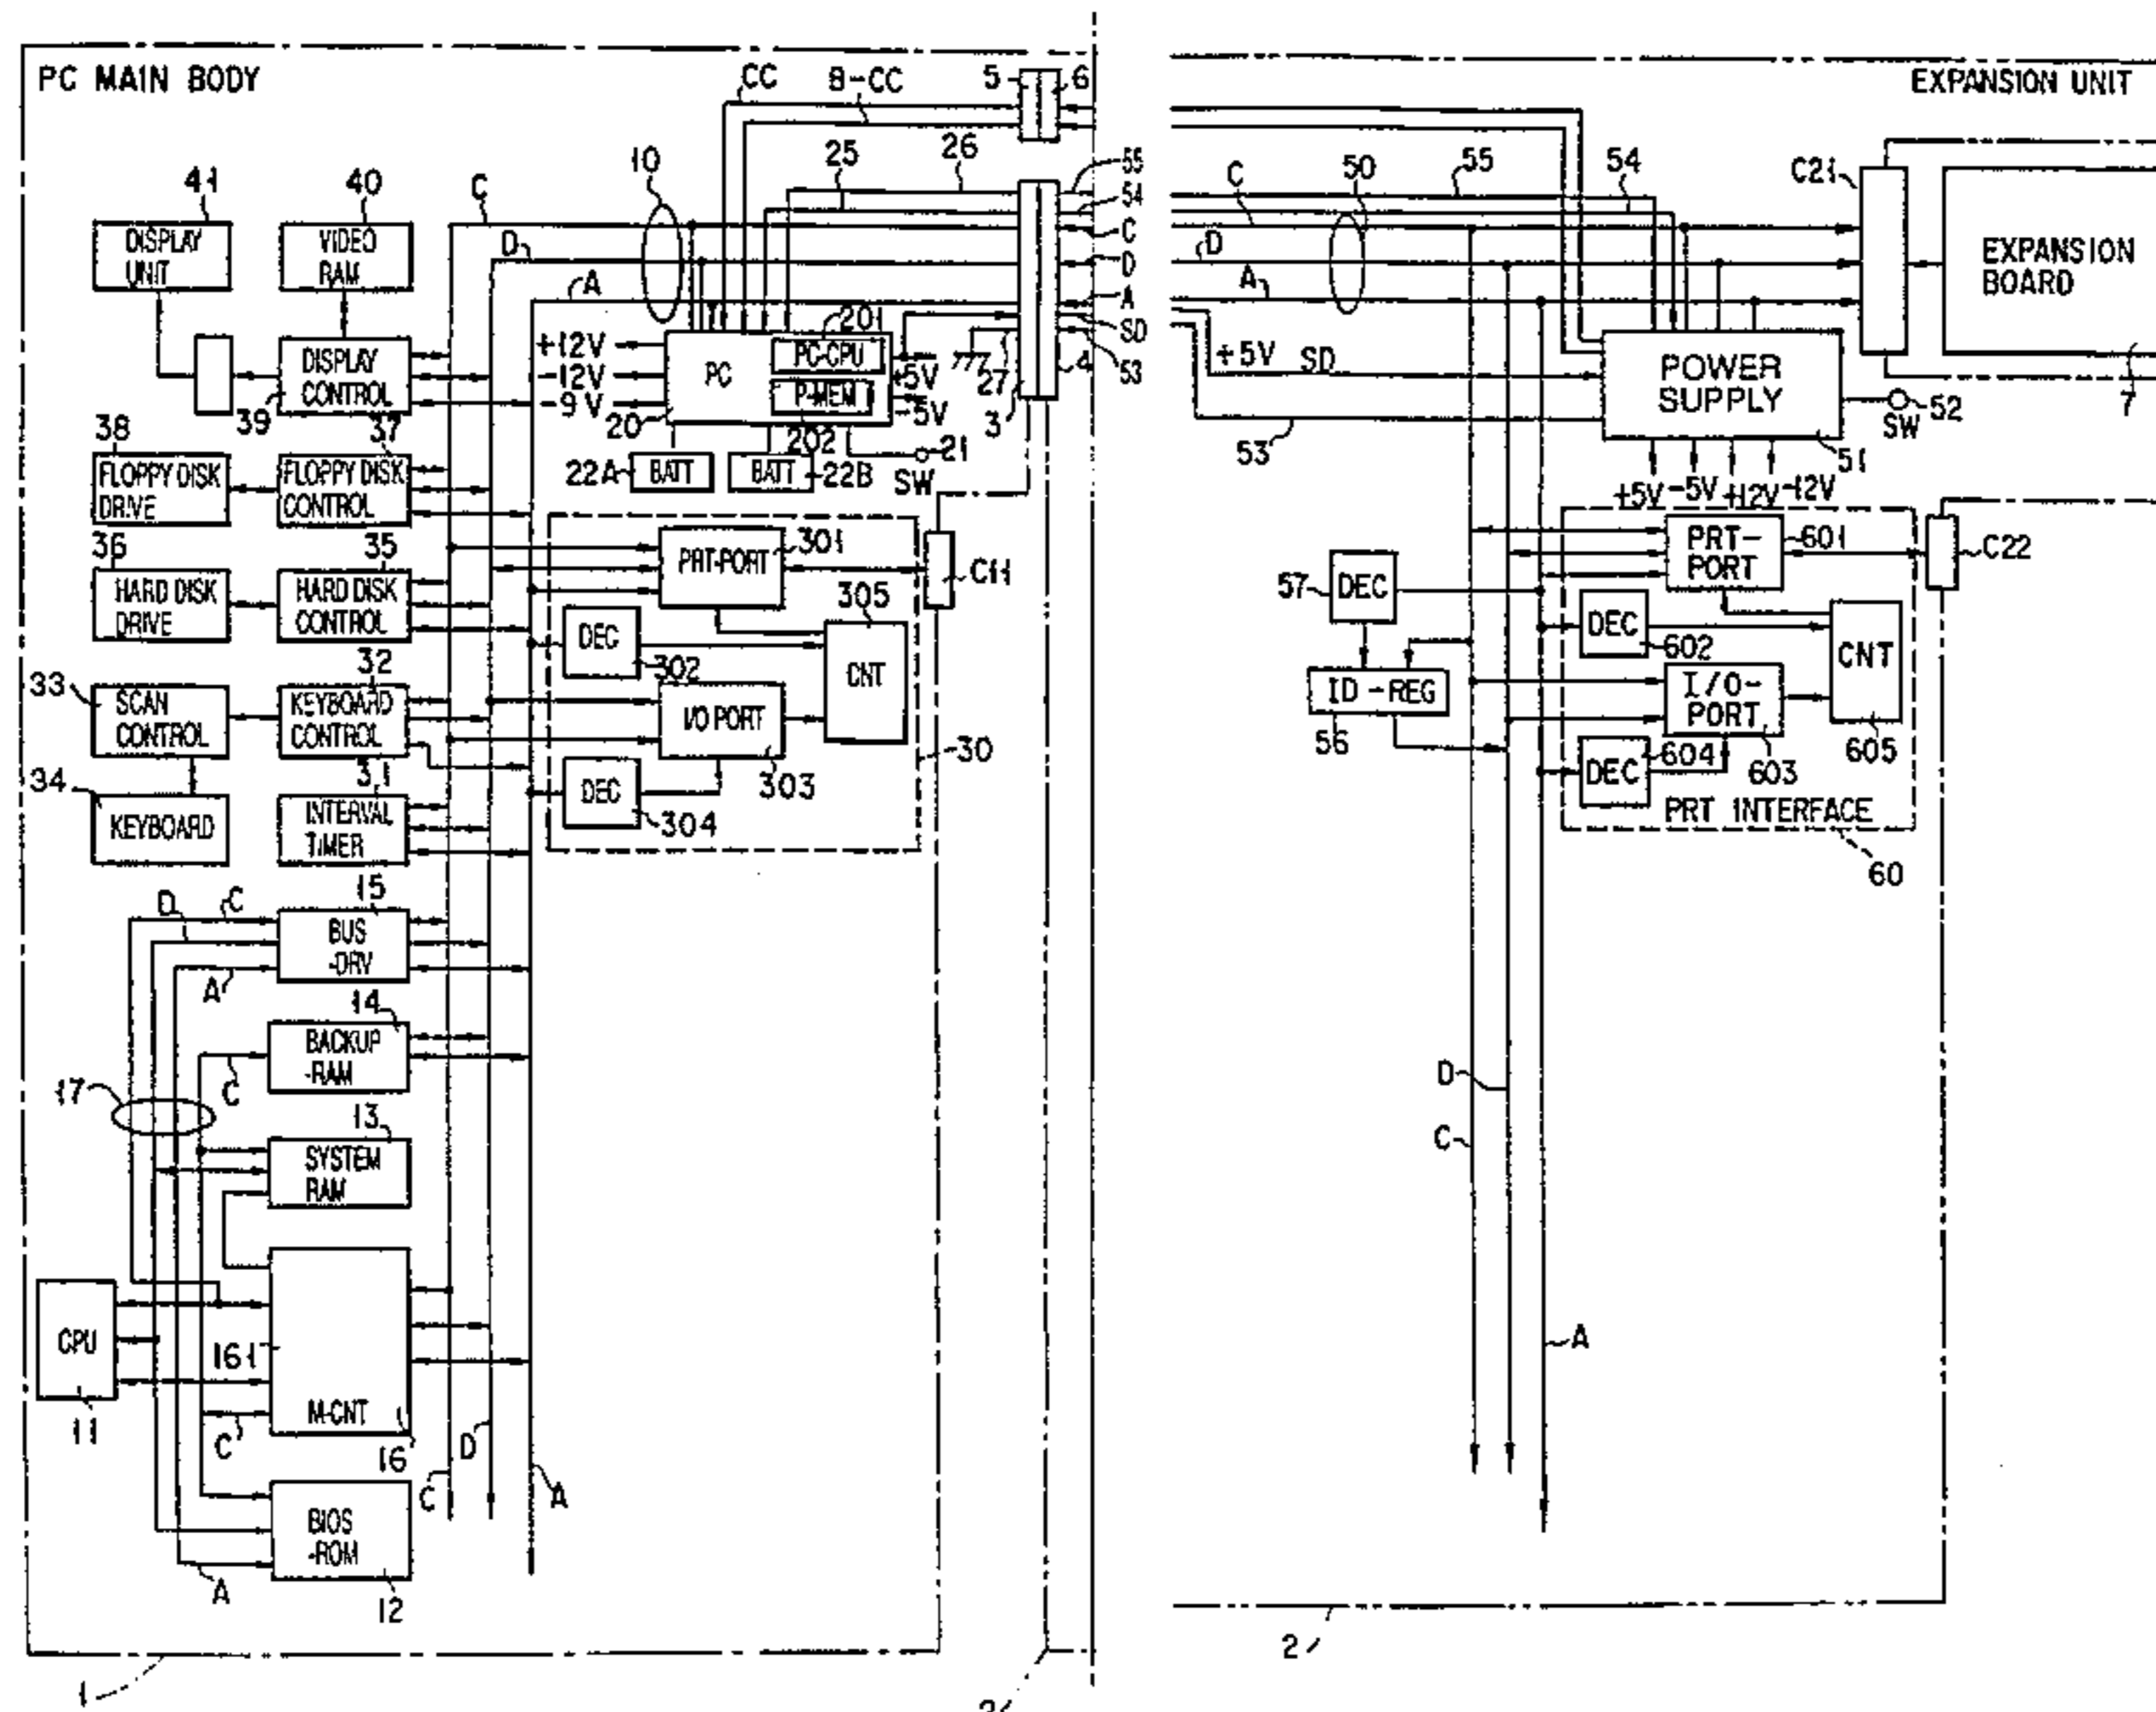 PC MAIN BODY
CC
8-CC
5
6
EXPANSION UNIT
41
40
10
25
26
55
54
C
D
A
SD
53
C
50
55
54
C21
DISPLAY
UNIT
VIDEO
RAM
C
D
A
D
A
EXPANSION
BOARD
7
DISPLAY
CONTROL
39
+12V
-12V
-9V
PC
201
PC-CPU
P-MEM
202
+5V
-5V
20
27
3
4
+5V
SD
53
POWER
SUPPLY
52
SW
51
22A
BATT
BATT
22B
21
SW
+5V
-5V
+12V
-12V
38
FLOPPY DISK
DRIVE
37
FLOPPY DISK
CONTROL
36
HARD DISK
DRIVE
35
HARD DISK
CONTROL
PRT-PORT
301
C11
305
DEC
302
CNT
I/O PORT
303
30
DEC
304
57
DEC
ID-REG
56
PRT-
PORT
601
C22
DEC
602
CNT
I/O-
PORT
605
DEC
604
603
PRT INTERFACE
60
33
SCAN
CONTROL
32
KEYBOARD
CONTROL
34
KEYBOARD
31
INTERVAL
TIMER
D
C
A
15
BUS
-DRV
14
BACKUP
-RAM
C
17
13
SYSTEM
RAM
D
C
A
CPU
11
161
M-CNT
16
C
D
C
A
BIOS
-ROM
12
A
1
2
2